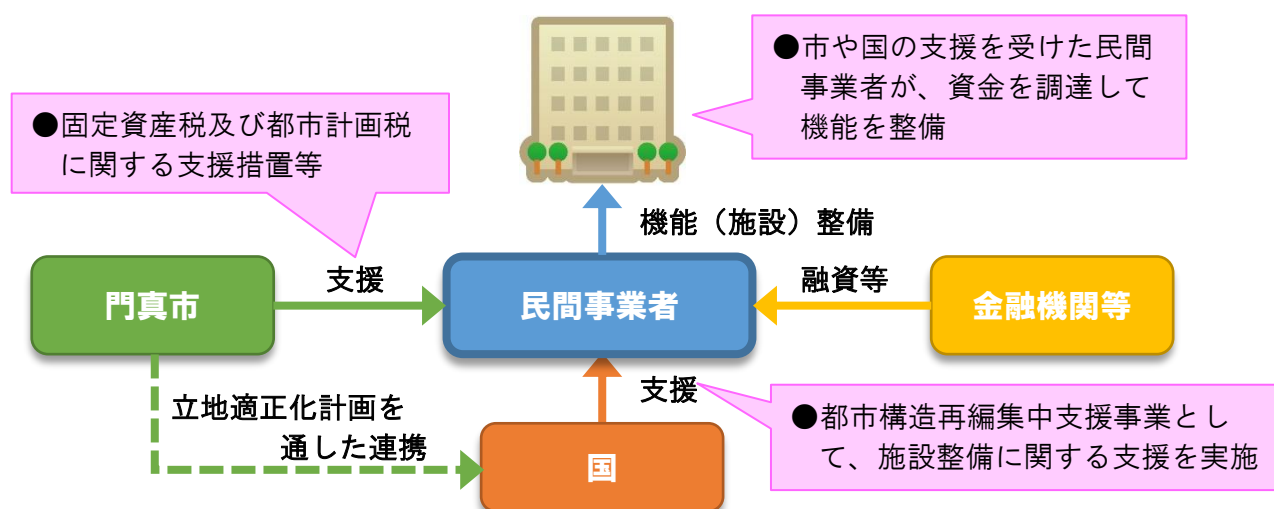 ●市や国の支援を受けた民間
事業者が、資金を調達して
機能を整備
●固定資産税及び都市計画税
に関する支援措置等
機能（施設）整備
門真市
支援
民間事業者
融資等
金融機関等
立地適正化計画を
通した連携
支援
国
●都市構造再編集中支援事業とし
て、施設整備に関する支援を実施